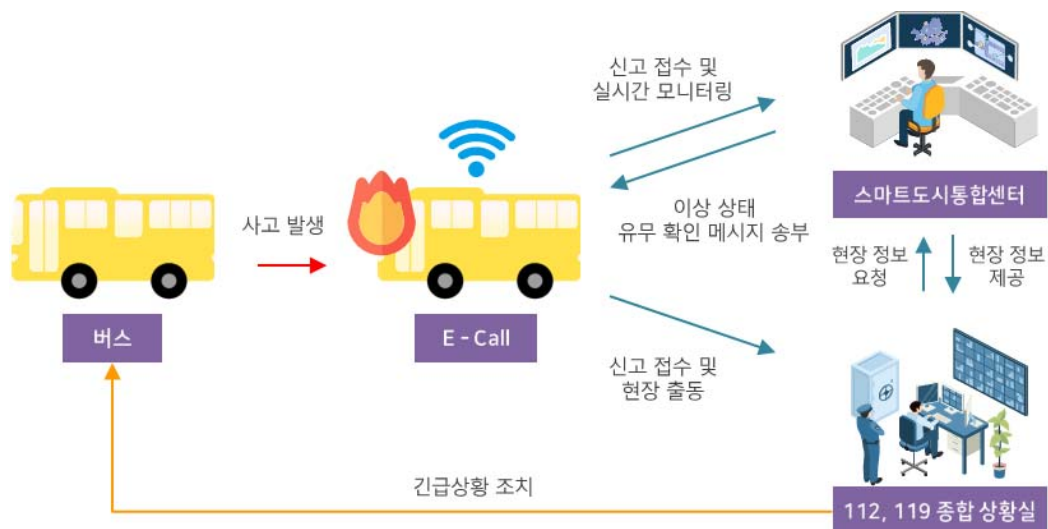 신고 접수 및
실시간 모니터링
스마트도시통합센터
사고 발생
이상 상태
유무 확인 메시지 송부
현장 정보
요청
현장 정보
제공
버스
E - Call
신고 접수 및
현장 출동
긴급상황 조치
112, 119 종합 상황실